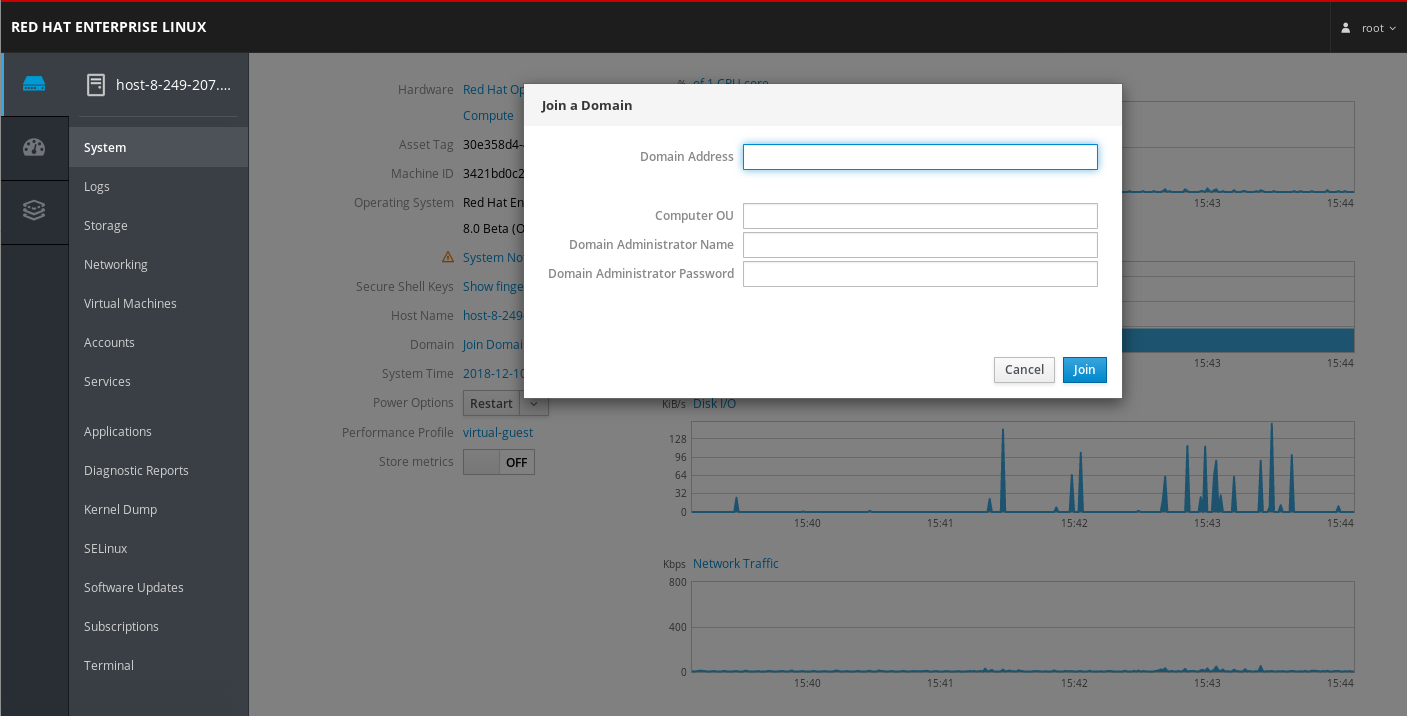 RED HAT ENTERPRISE LINUX
root
host-8-249-207....
System
Logs
Storage
Networking
Virtual Machines
Accounts
Services
Applications
Diagnostic Reports
Kernel Dump
SELinux
Software Updates
Subscriptions
Terminal
Hardware Red Hat Op
Compute
Asset Tag 30e358d4-
Machine ID 3421bd0c2
Operating System Red Hat En
8.0 Beta (O
System No
Secure Shell Keys Show finge
Host Name host-8-249-
Domain Join Domai
System Time 2018-12-10
Power Options Restart
Performance Profile virtual-guest
Store metrics OFF
Join a Domain
Domain Address
Computer OU
Domain Administrator Name
Domain Administrator Password
Cancel Join
% of 1 CPU core
15:43 15:44
15:43 15:44
KiB/s Disk I/O
128
96
64
32
0
15:40 15:41 15:42 15:43 15:44
Kbps Network Traffic
800
400
0
15:40 15:41 15:42 15:43 15:44